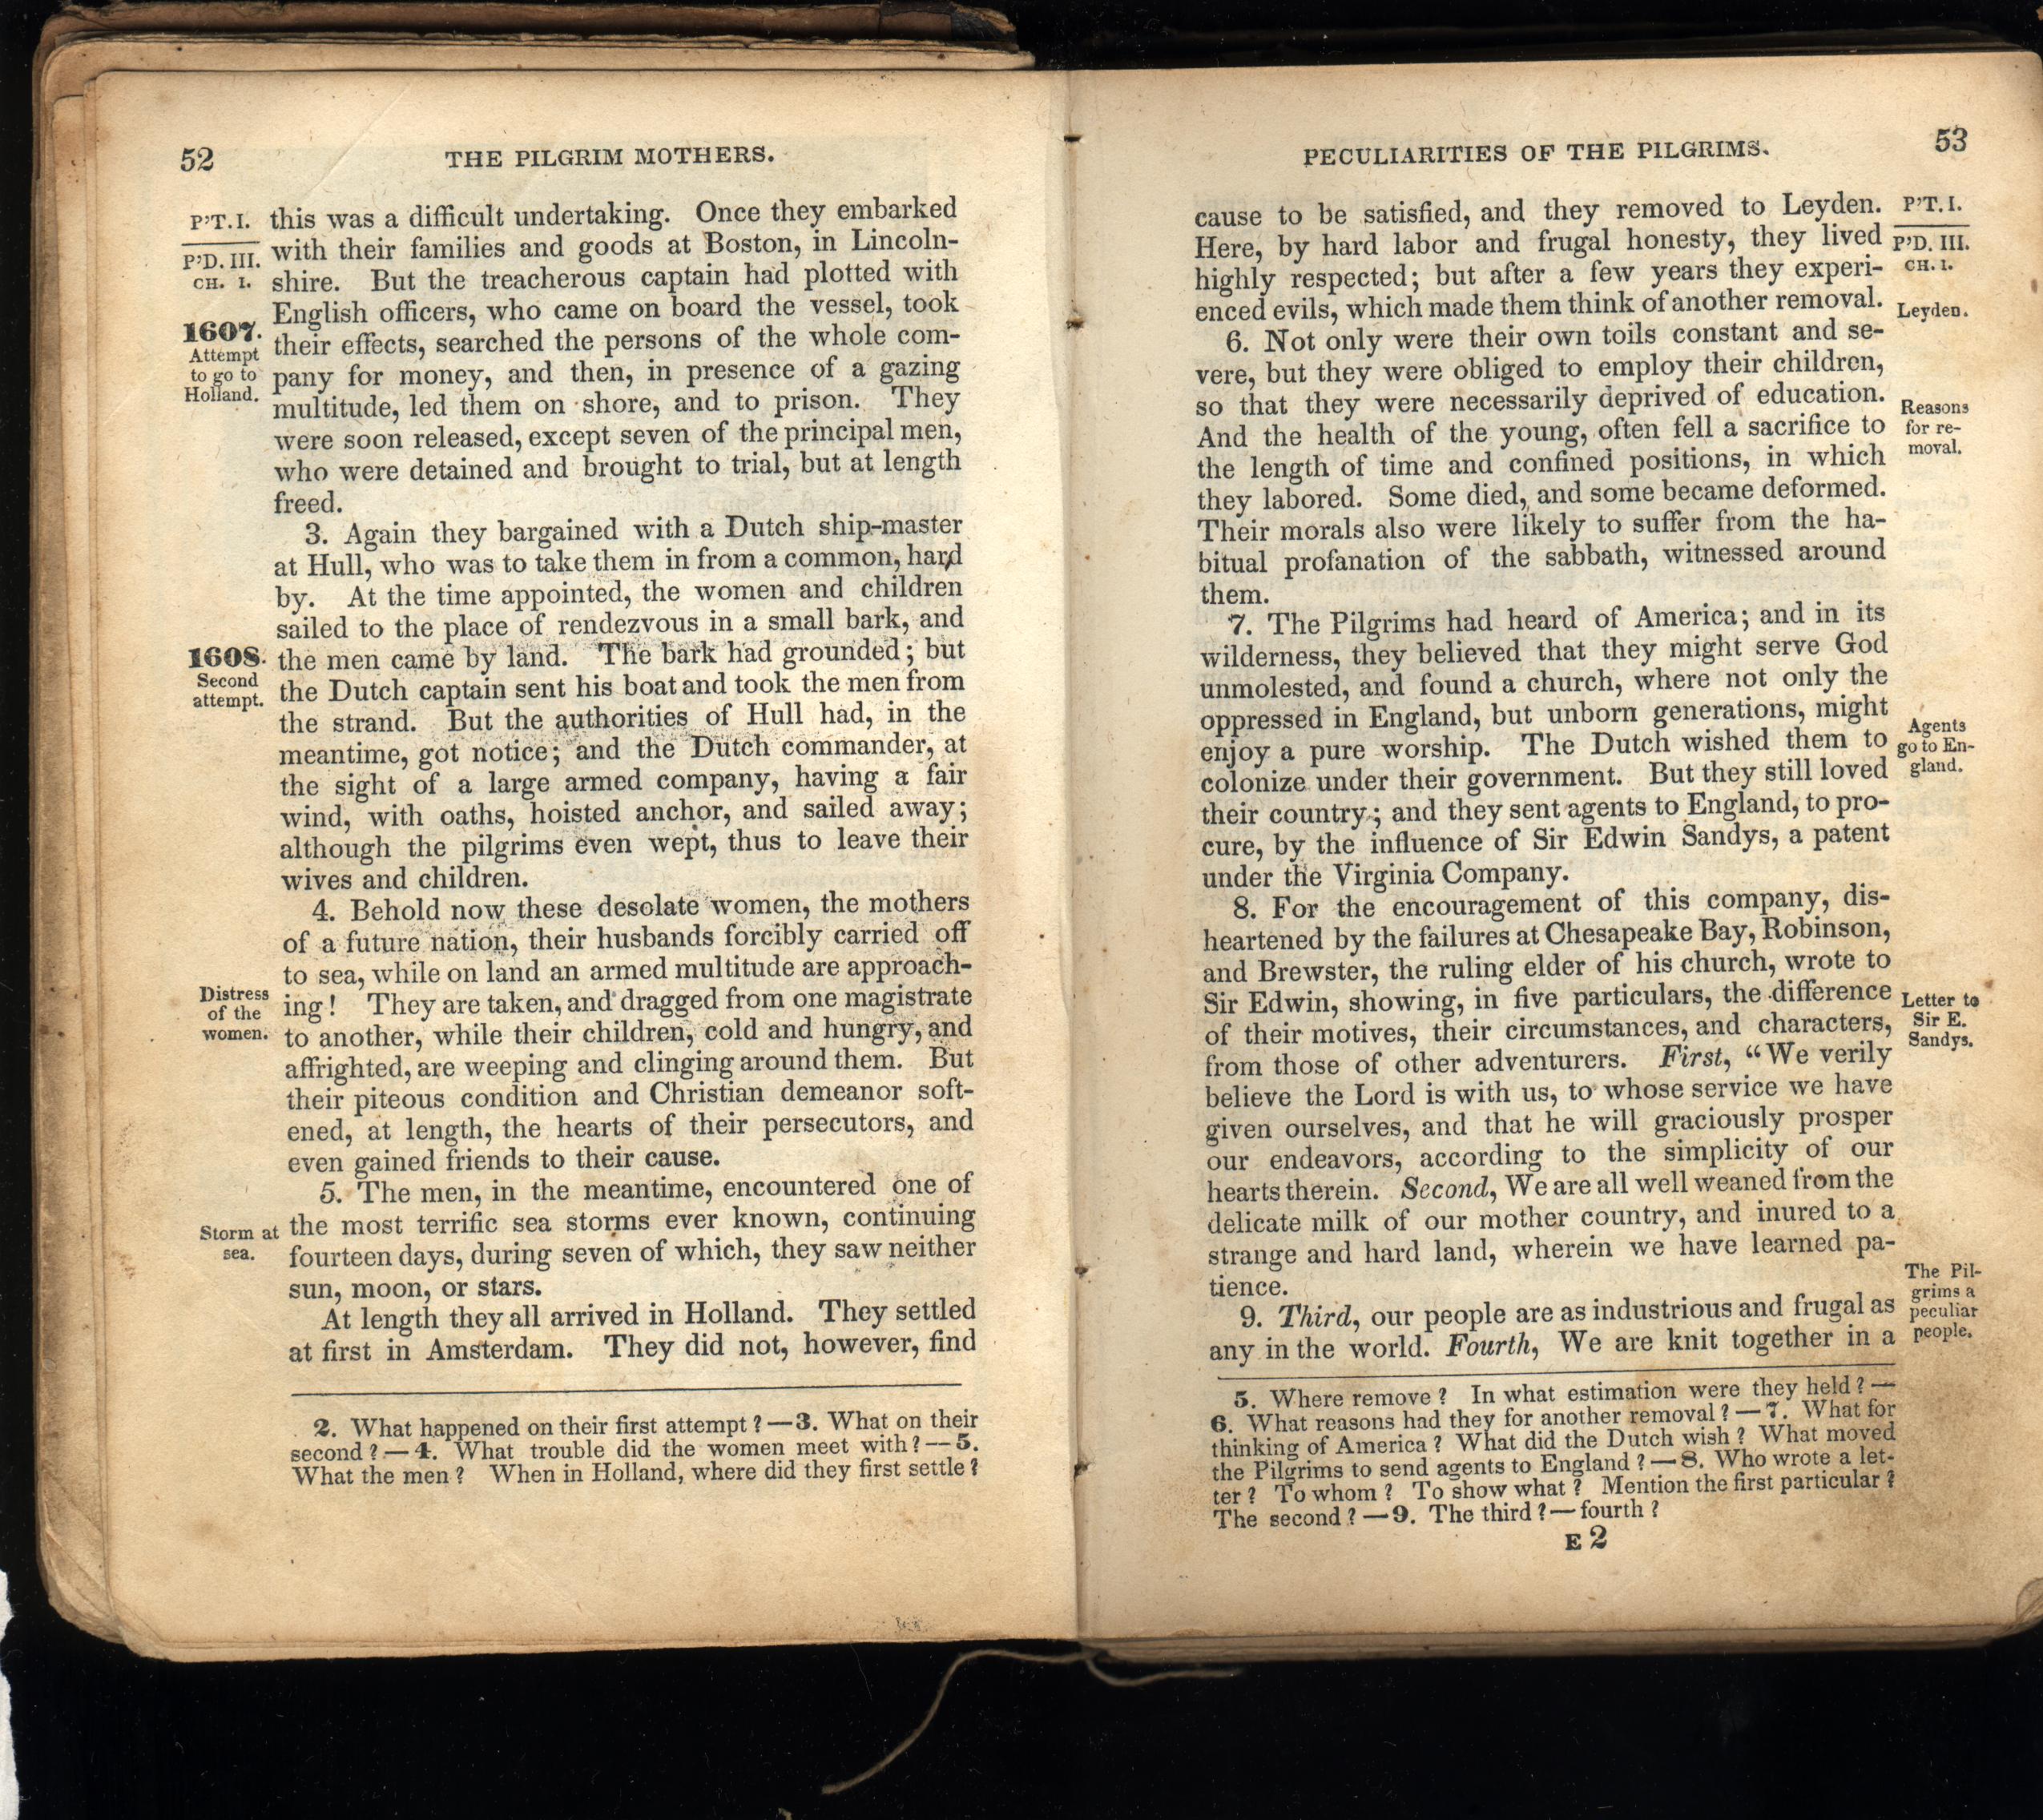 52
THE PILGRIM MOTHERS.
P'T. I.
P'D. III.
CH. I.
this was a difficult undertaking. Once they embarked
with their families and goods at Boston, in Lincoln-
shire. But the treacherous captain had plotted with
English officers, who came on board the vessel, took
1607.
Attempt
to go to
Holland.
their effects, searched the persons of the whole com-
pany for money, and then, in presence of a gazing
multitude, led them on shore, and to prison. They
were soon released, except seven of the principal men,
who were detained and brought to trial, but at length
freed.
3. Again they bargained with a Dutch ship-master
at Hull, who was to take them in from a common, hard
by. At the time appointed, the women and children
sailed to the place of rendezvous in a small bark, and
1608.
Second
attempt.
the men came by land. The bark had grounded; but
the Dutch captain sent his boat and took the men from
the strand. But the authorities of Hull had, in the
meantime, got notice; and the Dutch commander, at
the sight of a large armed company, having a fair
wind, with oaths, hoisted anchor, and sailed away;
although the pilgrims even wept, thus to leave their
wives and children.
4. Behold now these desolate women, the mothers
of a future nation, their husbands forcibly carried off
to sea, while on land an armed multitude are approach-
Distress
of the
women.
ing! They are taken, and dragged from one magistrate
to another, while their children, cold and hungry, and
affrighted, are weeping and clinging around them. But
their piteous condition and Christian demeanor soft-
ened, at length, the hearts of their persecutors, and
even gained friends to their cause.
5. The men, in the meantime, encountered one of
Storm at
sea.
the most terrific sea storms ever known, continuing
fourteen days, during seven of which, they saw neither
sun, moon, or stars.
At length they all arrived in Holland. They settled
at first in Amsterdam. They did not, however, find
2. What happened on their first attempt?—3. What on their
second?—4. What trouble did the women meet with?—5.
What the men? When in Holland, where did they first settle?
PECULIARITIES OF THE PILGRIMS.
53
P'T. I.
P'D. III.
CH. I.
cause to be satisfied, and they removed to Leyden.
Here, by hard labor and frugal honesty, they lived
highly respected; but after a few years they experi-
enced evils, which made them think of another removal.
Leyden.
6. Not only were their own toils constant and se-
vere, but they were obliged to employ their children,
so that they were necessarily deprived of education.
Reasons
for re-
moval.
And the health of the young, often fell a sacrifice to
the length of time and confined positions, in which
they labored. Some died, and some became deformed.
Their morals also were likely to suffer from the ha-
bitual profanation of the sabbath, witnessed around
them.
7. The Pilgrims had heard of America; and in its
wilderness, they believed that they might serve God
unmolested, and found a church, where not only the
oppressed in England, but unborn generations, might
Agents
go to En-
gland.
enjoy a pure worship. The Dutch wished them to
colonize under their government. But they still loved
their country; and they sent agents to England, to pro-
cure, by the influence of Sir Edwin Sandys, a patent
under the Virginia Company.
8. For the encouragement of this company, dis-
heartened by the failures at Chesapeake Bay, Robinson,
and Brewster, the ruling elder of his church, wrote to
Sir Edwin, showing, in five particulars, the difference
Letter to
Sir E.
Sandys.
of their motives, their circumstances, and characters,
from those of other adventurers. First, "We verily
believe the Lord is with us, to whose service we have
given ourselves, and that he will graciously prosper
our endeavors, according to the simplicity of our
hearts therein. Second, We are all well weaned from the
delicate milk of our mother country, and inured to a
strange and hard land, wherein we have learned pa-
tience.
The Pil-
grims a
peculiar
people.
9. Third, our people are as industrious and frugal as
any in the world. Fourth, We are knit together in a
5. Where remove? In what estimation were they held?—
6. What reasons had they for another removal?—7. What for
thinking of America? What did the Dutch wish? What moved
the Pilgrims to send agents to England?—8. Who wrote a let-
ter? To whom? To show what? Mention the first particular?
The second?—9. The third?—fourth?
E 2